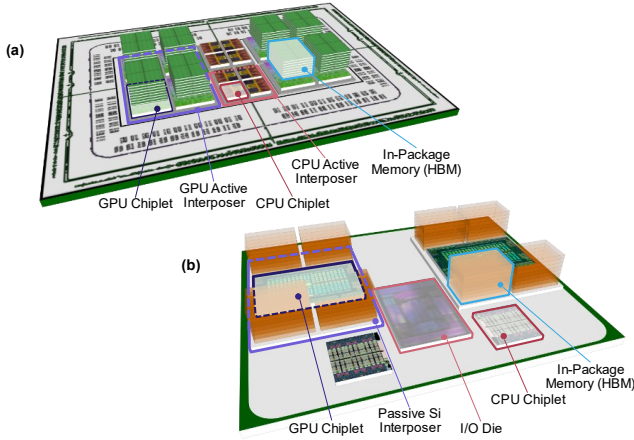 (a)
In-Package
Memory (HBM)
CPU Active
Interposer
GPU Active
Interposer
GPU Chiplet
CPU Chiplet
(b)
In-Package
Memory (HBM)
CPU Chiplet
Passive Si
Interposer
I/O Die
GPU Chiplet